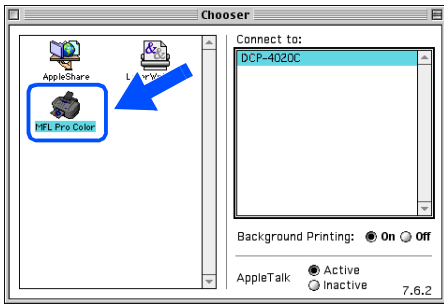 Chooser
AppleShare
MFL Pro Color
Connect to:
DCP-4020C
Background Printing: On Off
AppleTalk
Active
Inactive
7.6.2